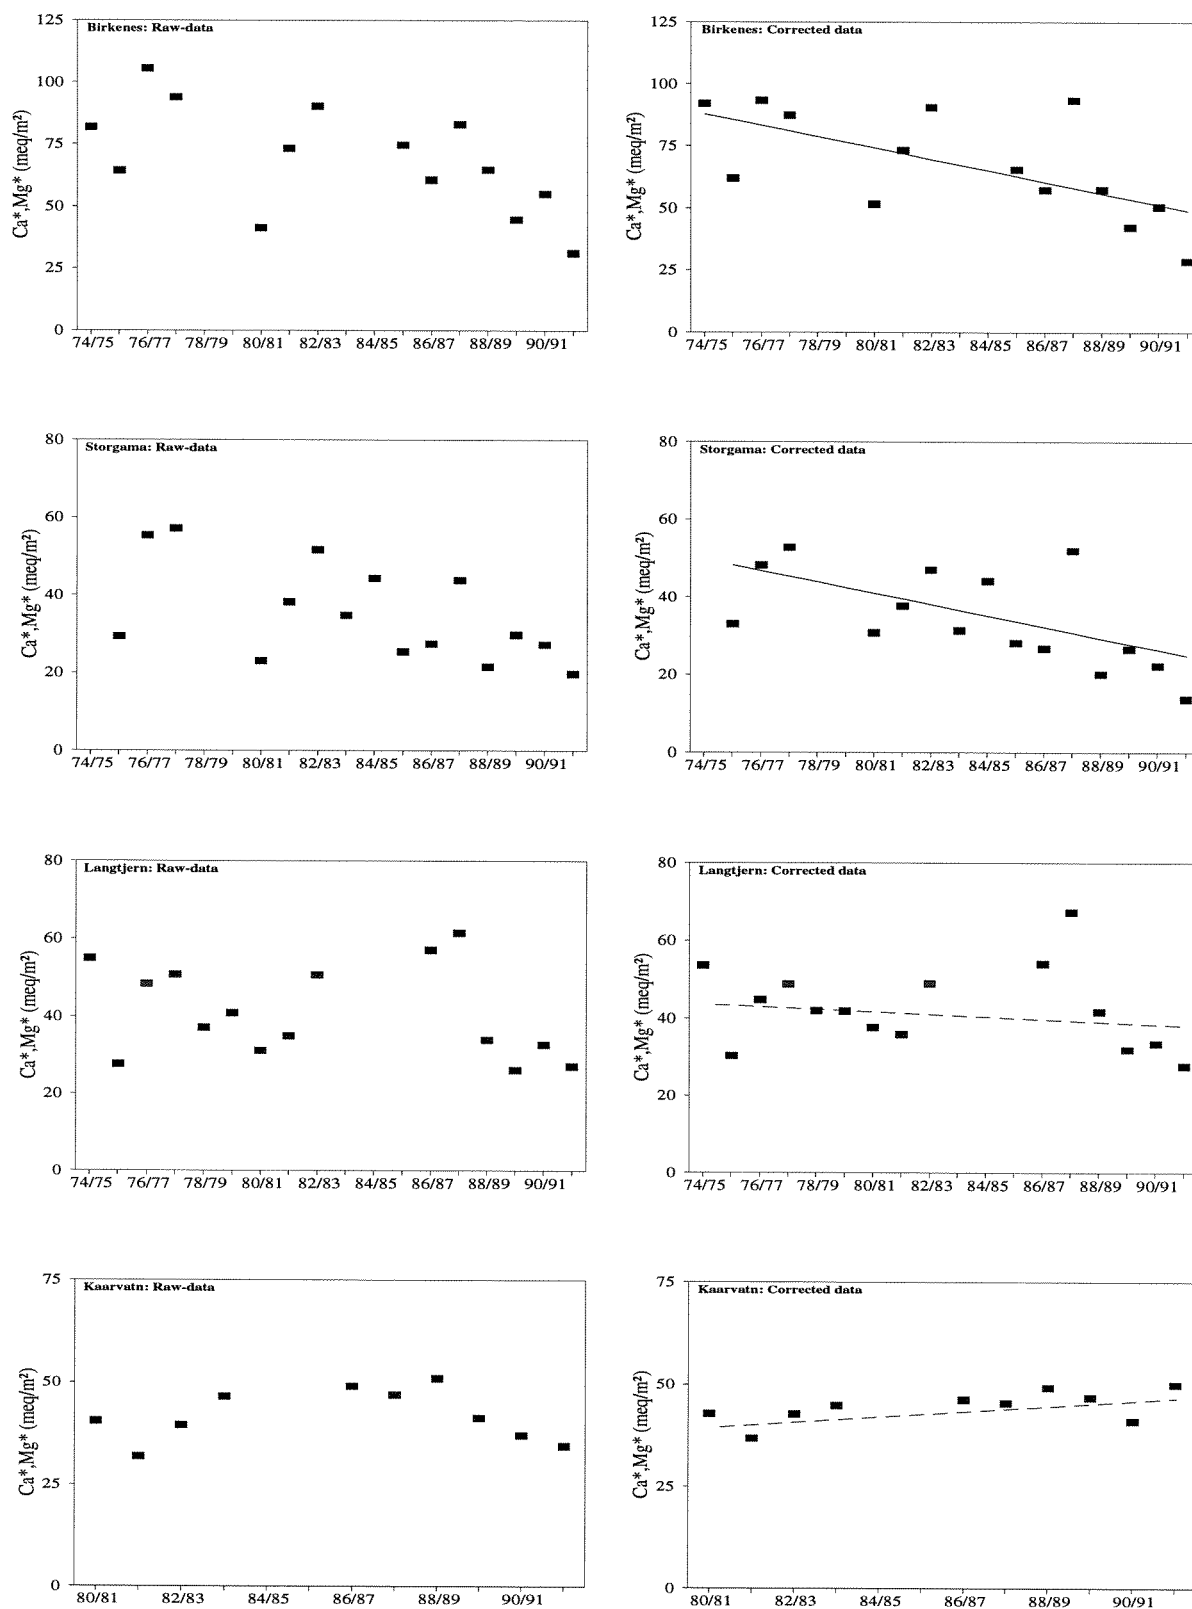 Birkenes: Raw-data
Ca*,Mg* (meq/m²)
125
100
75
50
25
0
74/75 76/77 78/79 80/81 82/83 84/85 86/87 88/89 90/91
Birkenes: Corrected data
Ca*,Mg* (meq/m²)
125
100
75
50
25
0
74/75 76/77 78/79 80/81 82/83 84/85 86/87 88/89 90/91
Storgama: Raw-data
Ca*,Mg* (meq/m²)
80
60
40
20
0
74/75 76/77 78/79 80/81 82/83 84/85 86/87 88/89 90/91
Storgama: Corrected data
Ca*,Mg* (meq/m²)
80
60
40
20
0
74/75 76/77 78/79 80/81 82/83 84/85 86/87 88/89 90/91
Langtjern: Raw-data
Ca*,Mg* (meq/m²)
80
60
40
20
0
74/75 76/77 78/79 80/81 82/83 84/85 86/87 88/89 90/91
Langtjern: Corrected data
Ca*,Mg* (meq/m²)
80
60
40
20
0
74/75 76/77 78/79 80/81 82/83 84/85 86/87 88/89 90/91
Kaarvatn: Raw-data
Ca*,Mg* (meq/m²)
75
50
25
0
80/81 82/83 84/85 86/87 88/89 90/91
Kaarvatn: Corrected data
Ca*,Mg* (meq/m²)
75
50
25
0
80/81 82/83 84/85 86/87 88/89 90/91